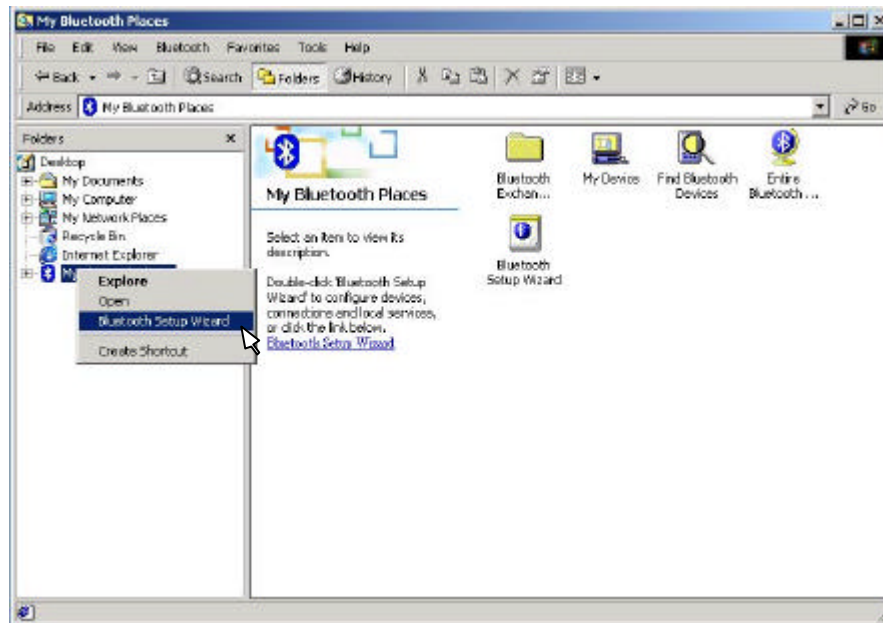 My Bluetooth Places
File Edit View Bluetooth Favorites Tools Help
Back Search Folders History
Address My Bluetooth Places Go
Folders x
Desktop
My Documents
My Computer
My Network Places
Recycle Bin
Internet Explorer
My
Explore
Open
Bluetooth Setup Wizard
Create Shortcut
My Bluetooth Places
Select an item to view its
description.
Double-click 'Bluetooth Setup
Wizard' to configure devices,
connections and local services,
or click the link below.
Bluetooth Setup Wizard
Bluetooth
Exchan...
My Device
Find Bluetooth
Devices
Entire
Bluetooth ...
Bluetooth
Setup Wizard